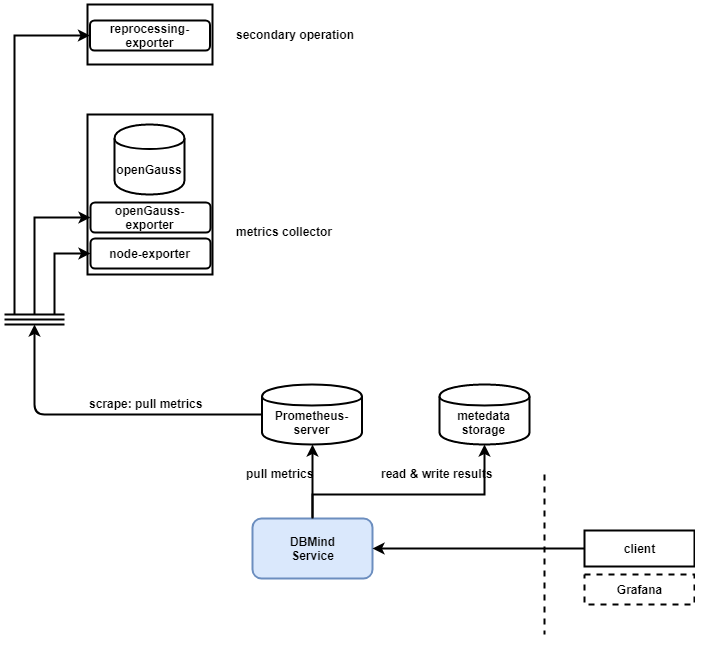 reprocessing-
exporter
secondary operation
openGauss
openGauss-
exporter
metrics collector
node-exporter
scrape: pull metrics
Prometheus-
server
metedata
storage
pull metrics
read & write results
DBMind
Service
client
Grafana